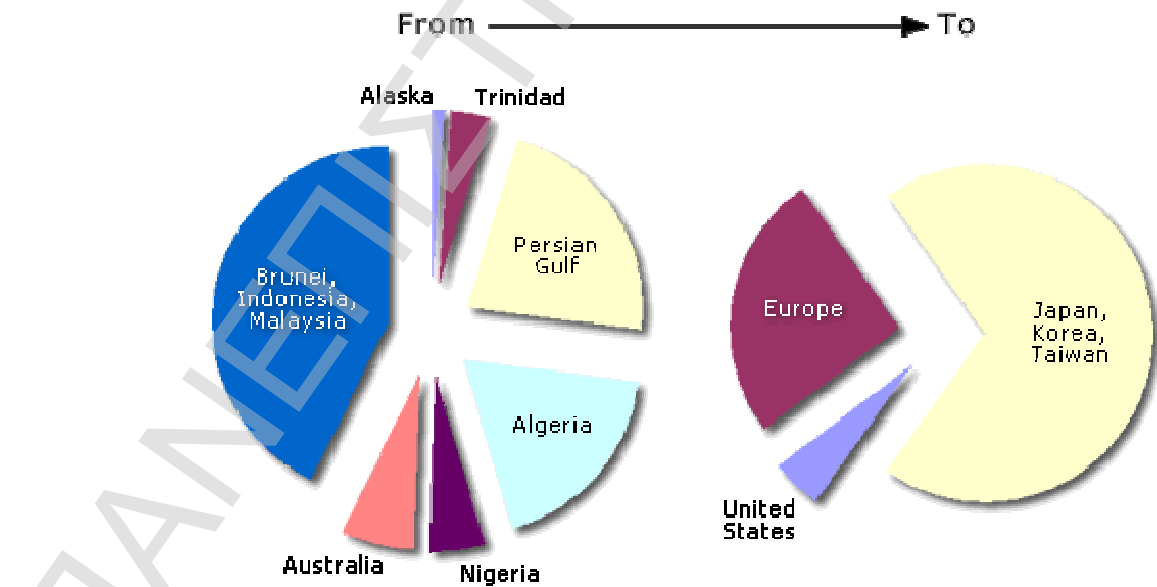 From To
Alaska
Trinidad
Persian
Gulf
Brunei,
Indonesia,
Malaysia
Algeria
Australia
Nigeria
Europe
Japan,
Korea,
Taiwan
United
States